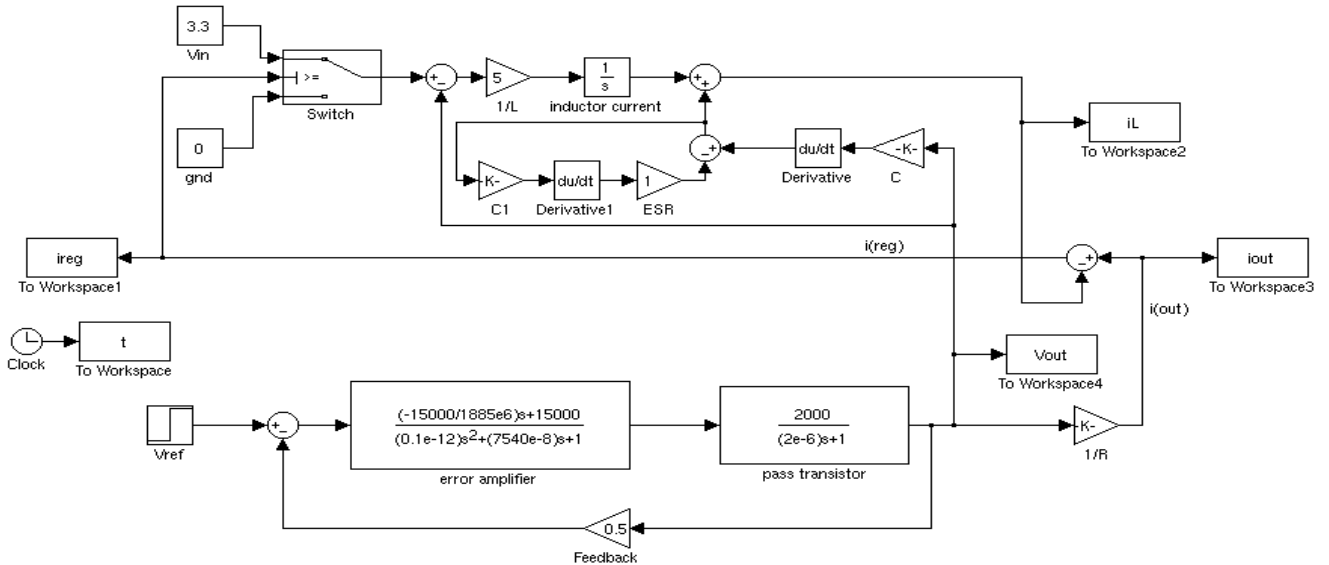 3.3
Vin
>=
Switch
0
gnd
+
−
5
1/L
1
s
inductor current
+
+
iL
To Workspace2
−
+
du/dt
Derivative
-K-
C
-K-
C1
du/dt
Derivative1
1
ESR
ireg
To Workspace1
i(reg)
−
+
iout
To Workspace3
i(out)
Clock
t
To Workspace
Vout
To Workspace4
Vref
+
−
(-15000/1885e6)s+15000
(0.1e-12)s2+(7540e-8)s+1
error amplifier
2000
(2e-6)s+1
pass transistor
-K-
1/R
0.5
Feedback